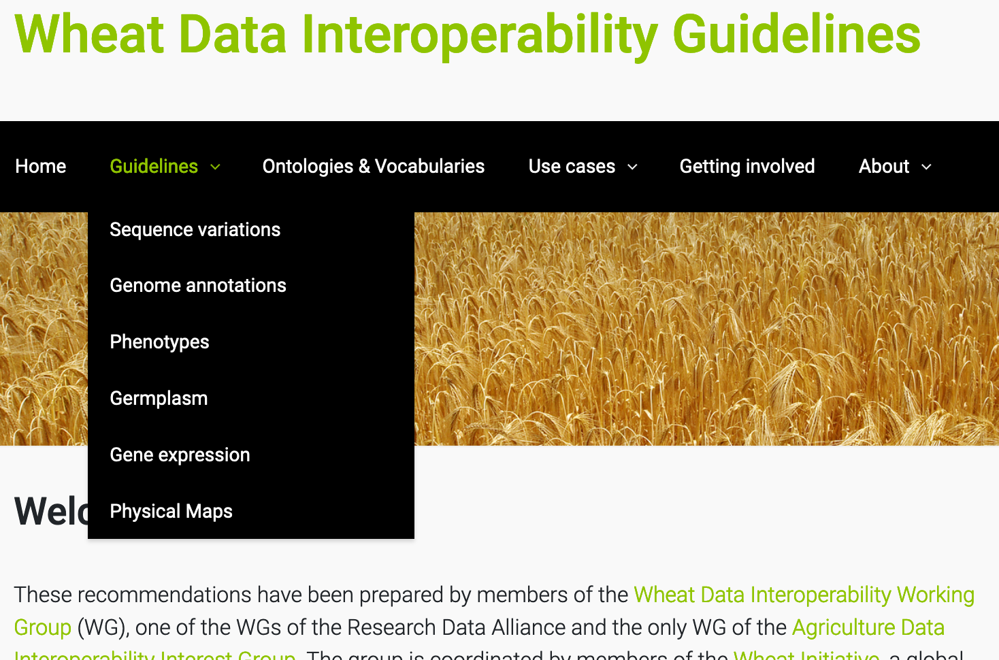 Wheat Data Interoperability Guidelines
Home Guidelines Ontologies & Vocabularies Use cases Getting involved About
Sequence variations
Genome annotations
Phenotypes
Germplasm
Gene expression
Physical Maps
These recommendations have been prepared by members of the Wheat Data Interoperability Working
Group (WG), one of the WGs of the Research Data Alliance and the only WG of the Agriculture Data
Interoperability Interest Group. The group is coordinated by members of the Wheat Initiative, a global